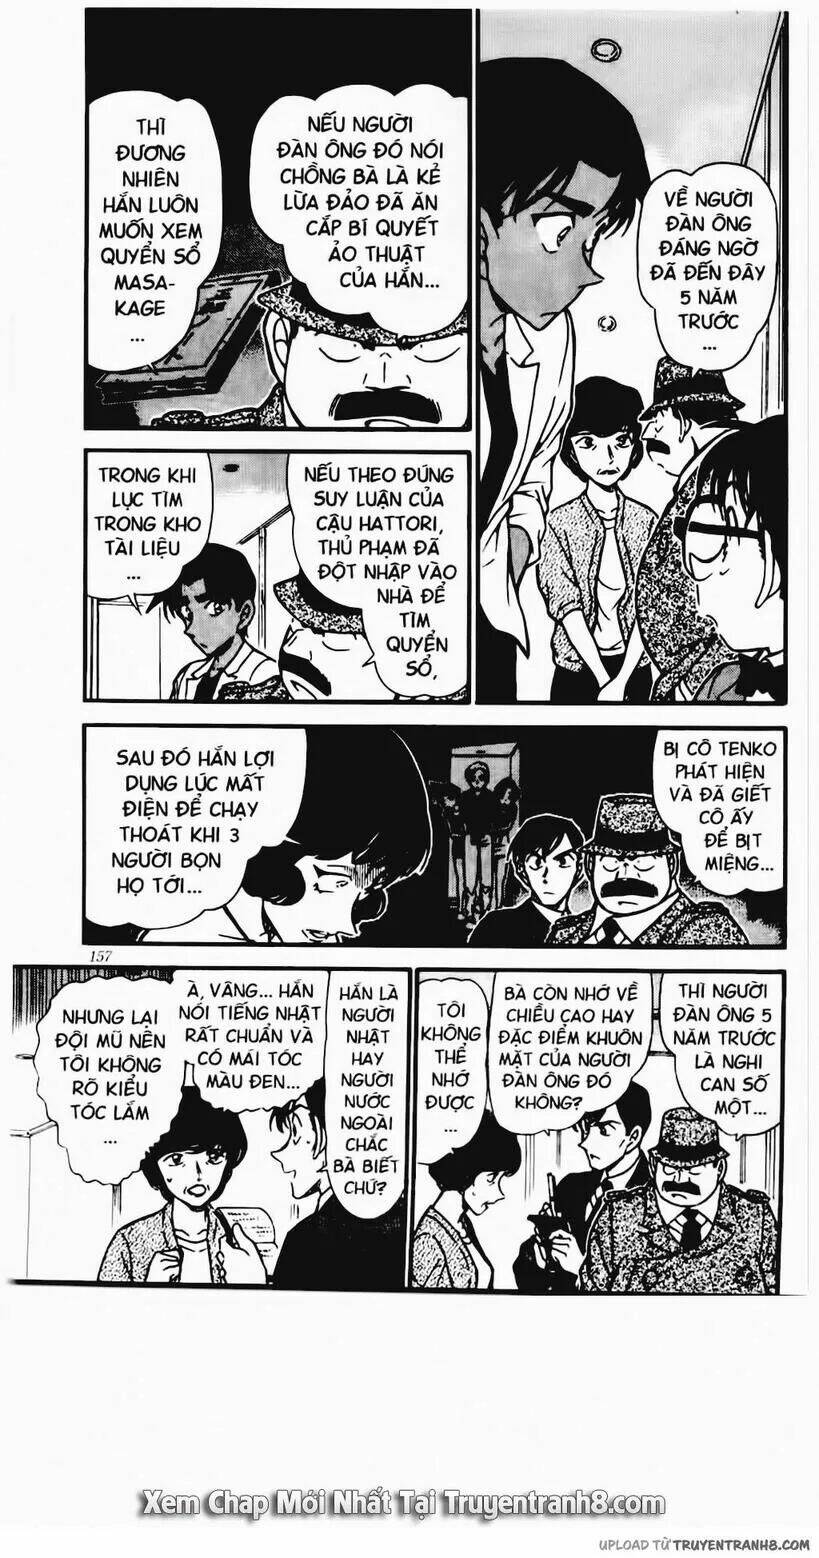 VỀ NGƯỜI
ĐÀN ÔNG
ĐÁNG NGỜ
ĐÃ ĐẾN ĐÂY
5 NĂM
TRƯỚC
...
NẾU NGƯỜI
ĐÀN ÔNG ĐÓ NÓI
CHỒNG BÀ LÀ KẺ
LỪA ĐẢO ĐÃ ĂN
CẮP BÍ QUYẾT
ẢO THUẬT
CỦA HẮN...
THÌ
ĐƯƠNG
NHIÊN
HẮN LUÔN
MUỐN XEM
QUYỂN SỔ
MASA-
KAGE
...
NẾU THEO ĐÚNG
SUY LUẬN CỦA
CẬU HATTORI,
THỦ PHẠM ĐÃ
ĐỘT NHẬP VÀO
NHÀ ĐỂ
TÌM
QUYỂN
SỔ,
TRONG KHI
LỤC TÌM
TRONG KHO
TÀI LIỆU
...
BỊ CÔ TENKO
PHÁT HIỆN
VÀ ĐÃ GIẾT
CÔ ẤY
ĐỂ BỊT
MIỆNG...
SAU ĐÓ HẮN LỢI
DỤNG LÚC MẤT
ĐIỆN ĐỂ CHẠY
THOÁT KHI 3
NGƯỜI BỌN
HỌ TỚI...
157
THÌ NGƯỜI
ĐÀN ÔNG 5
NĂM TRƯỚC
LÀ NGHI
CAN SỐ
MỘT...
BÀ CÒN NHỚ VỀ
CHIỀU CAO HAY
ĐẶC ĐIỂM KHUÔN
MẶT CỦA NGƯỜI
ĐÀN ÔNG ĐÓ
KHÔNG?
TÔI
KHÔNG
THỂ
NHỚ
ĐƯỢC
...
HẮN LÀ
NGƯỜI
NHẬT
HAY
NGƯỜI
NƯỚC
NGOÀI
CHẮC
BÀ BIẾT
CHỨ?
À, VÂNG... HẮN
NÓI TIẾNG NHẬT
RẤT CHUẨN VÀ
CÓ MÁI TÓC
MÀU ĐEN...
NHƯNG LẠI
ĐỘI MŨ NÊN
TÔI KHÔNG
RÕ KIỂU
TÓC LẮM
...
Xem Chap Mới Nhất Tại Truyentranh8.com
UPLOAD TỪ TRUYENTRANH8.COM